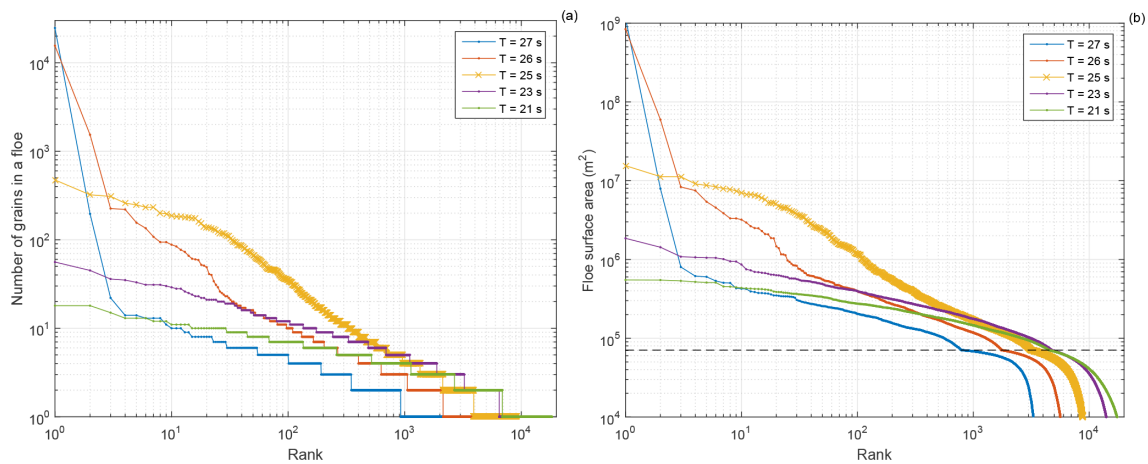 (a)
Number of grains in a floe
10^4
10^3
10^2
10^1
10^0
10^0
10^1
10^2
10^3
10^4
Rank
T = 27 s
T = 26 s
T = 25 s
T = 23 s
T = 21 s
(b)
Floe surface area (m^2)
10^9
10^8
10^7
10^6
10^5
10^4
10^0
10^1
10^2
10^3
10^4
Rank
T = 27 s
T = 26 s
T = 25 s
T = 23 s
T = 21 s